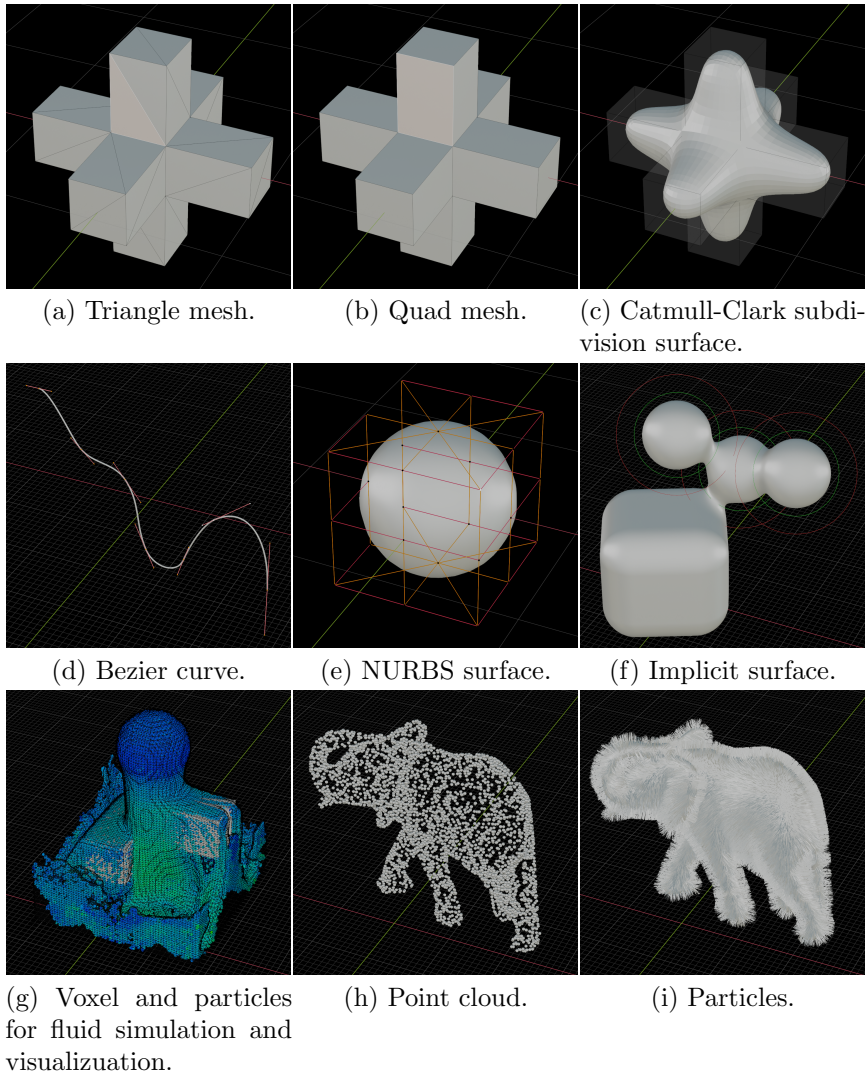 (a) Triangle mesh.
(b) Quad mesh.
(c) Catmull-Clark subdi-
vision surface.
(d) Bezier curve.
(e) NURBS surface.
(f) Implicit surface.
(g) Voxel and particles
for fluid simulation and
visualizuation.
(h) Point cloud.
(i) Particles.